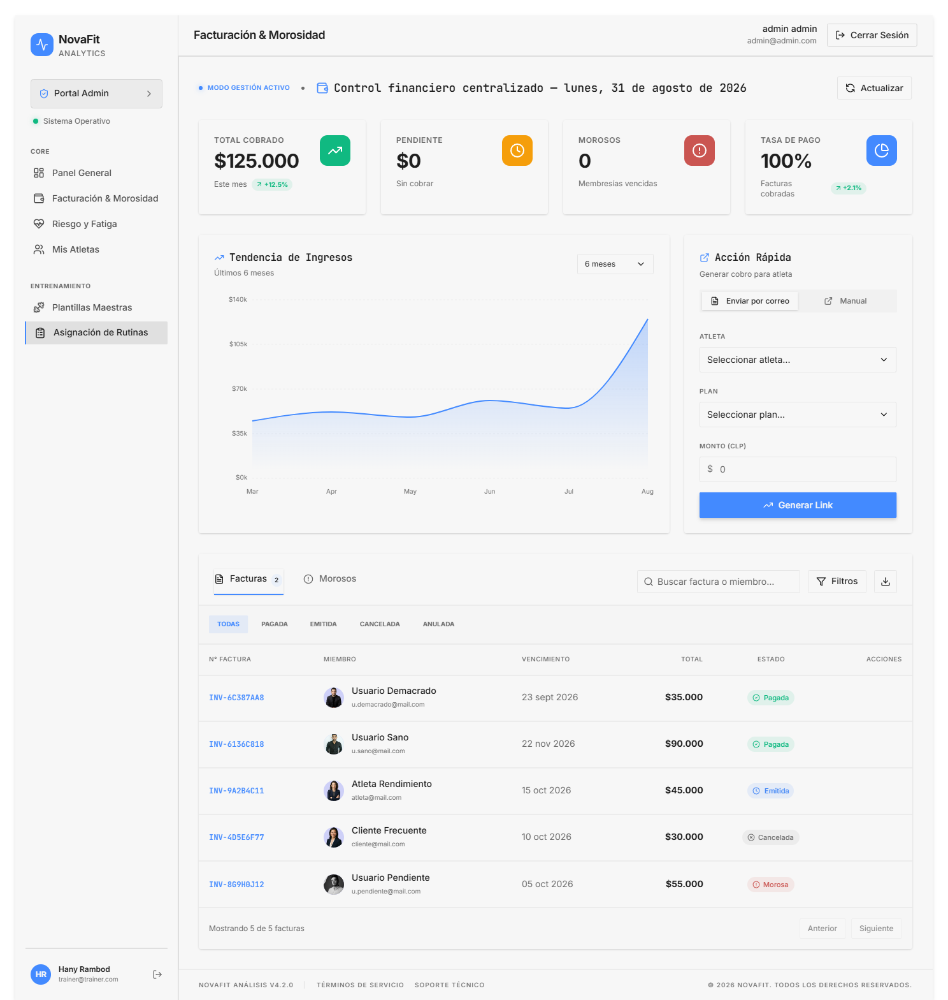 NovaFit
ANALYTICS
Portal Admin
Sistema Operativo
CORE
Panel General
Facturación & Morosidad
Riesgo y Fatiga
Mis Atletas
ENTRENAMIENTO
Plantillas Maestras
Asignación de Rutinas
HR
Hany Rambod
trainer@trainer.com
Facturación & Morosidad
admin admin
admin@admin.com
Cerrar Sesión
MODO GESTIÓN ACTIVO • Control financiero centralizado — lunes, 31 de agosto de 2026
Actualizar
TOTAL COBRADO
$125.000
Este mes +12.5%
PENDIENTE
$0
Sin cobrar
MOROSOS
0
Membresías vencidas
TASA DE PAGO
100%
Facturas
cobradas
+2.1%
Tendencia de Ingresos
Últimos 6 meses
6 meses
$140k
$105k
$70k
$35k
$0k
Mar Apr May Jun Jul Aug
Acción Rápida
Generar cobro para atleta
Enviar por correo Manual
ATLETA
Seleccionar atleta...
PLAN
Seleccionar plan...
MONTO (CLP)
$ 0
Generar Link
Facturas 2 Morosos
Buscar factura o miembro...
Filtros
TODAS PAGADA EMITIDA CANCELADA ANULADA
N° FACTURA MIEMBRO VENCIMIENTO TOTAL ESTADO ACCIONES
INV-6C387AA8 Usuario Demacrado 23 sept 2026 $35.000 Pagada
u.demacrado@mail.com
INV-6136C818 Usuario Sano 22 nov 2026 $90.000 Pagada
u.sano@mail.com
INV-9A2B4C11 Atleta Rendimiento 15 oct 2026 $45.000 Emitida
atleta@mail.com
INV-4D5E6F77 Cliente Frecuente 10 oct 2026 $30.000 Cancelada
cliente@mail.com
INV-8G9H0J12 Usuario Pendiente 05 oct 2026 $55.000 Morosa
u.pendiente@mail.com
Mostrando 5 de 5 facturas
Anterior Siguiente
NOVAFIT ANÁLISIS V4.2.0 | TÉRMINOS DE SERVICIO SOPORTE TÉCNICO
© 2026 NOVAFIT. TODOS LOS DERECHOS RESERVADOS.